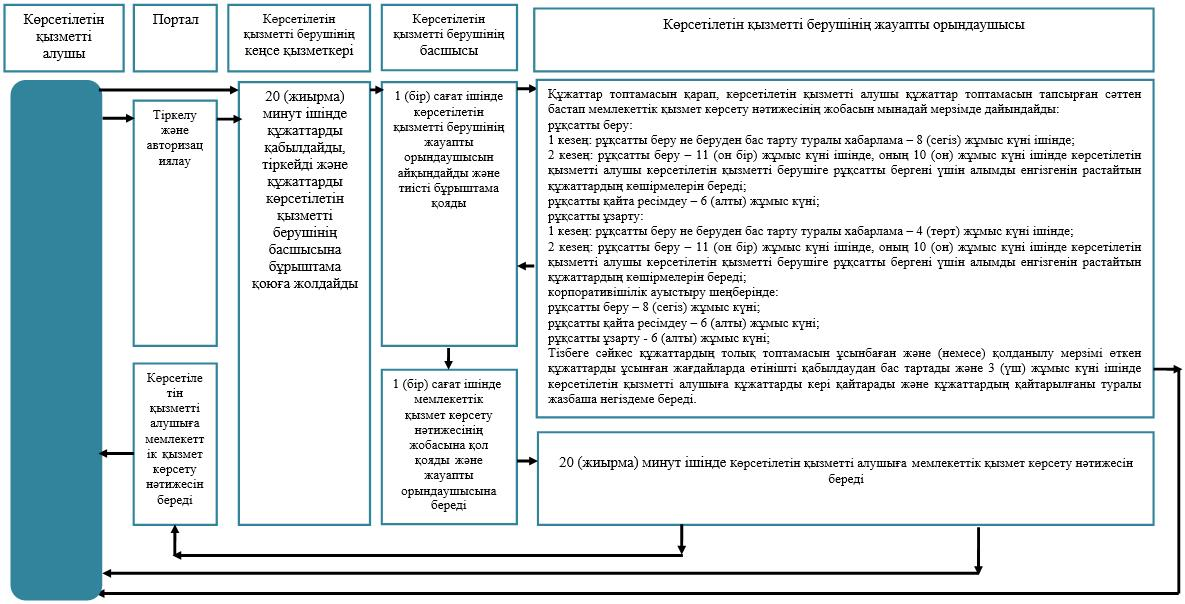 Көрсетілетін
қызметті
алушы
Портал
Көрсетілетін
қызметті берушінің
кеңсе қызметкері
Көрсетілетін
қызметті берушінің
басшысы
Көрсетілетін қызметті берушінің жауапты орындаушысы
Тіркелу
және
авторизац
иялау
20 (жиырма)
минут ішінде
құжаттарды
қабылдайды,
тіркейді және
құжаттарды
көрсетілетін
қызметті
берушінің
басшысына
бұрыштама
қоюға жолдайды
1 (бір) сағат ішінде
көрсетілетін
қызметті берушінің
жауапты
орындаушысын
айқындайды және
тиісті бұрыштама
қояды
Құжаттар топтамасын қарап, көрсетілетін қызметті алушы құжаттар топтамасын тапсырған сәттен
бастап мемлекеттік қызмет көрсету нәтижесінің жобасын мынадай мерзімде дайындайды:
рұқсатты беру:
1 кезең: рұқсатты беру не беруден бас тарту туралы хабарлама – 8 (сегіз) жұмыс күні ішінде;
2 кезең: рұқсатты беру – 11 (он бір) жұмыс күні ішінде, оның 10 (он) жұмыс күні ішінде көрсетілетін
қызметті алушы көрсетілетін қызметті берушіге рұқсатты бергені үшін алымды енгізгенін растайтын
құжаттардың көшірмелерін береді;
рұқсатты қайта ресімдеу – 6 (алты) жұмыс күні;
рұқсатты ұзарту:
1 кезең: рұқсатты беру не беруден бас тарту туралы хабарлама – 4 (төрт) жұмыс күні ішінде;
2 кезең: рұқсатты беру – 11 (он бір) жұмыс күні ішінде, оның 10 (он) жұмыс күні ішінде көрсетілетін
қызметті алушы көрсетілетін қызметті берушіге рұқсатты бергені үшін алымды енгізгенін растайтын
құжаттардың көшірмелерін береді;
корпоративішілік ауыстыру шеңберінде:
рұқсатты беру – 8 (сегіз) жұмыс күні;
рұқсатты қайта ресімдеу – 6 (алты) жұмыс күні;
рұқсатты ұзарту - 6 (алты) жұмыс күні;
Тізбеге сәйкес құжаттардың толық топтамасын ұсынбаған және (немесе) қолданылу мерзімі өткен
құжаттарды ұсынған жағдайларда өтінішті қабылдаудан бас тартады және 3 (үш) жұмыс күні ішінде
көрсетілетін қызметті алушыға құжаттарды кері қайтарады және құжаттардың қайтарылғаны туралы
жазбаша негіздеме береді.
Көрсетіле
тін
қызметті
алушыға
мемлекетт
ік қызмет
көрсету
нәтижесін
береді
1 (бір) сағат ішінде
мемлекеттік
қызмет көрсету
нәтижесінің
жобасына қол
қояды және
жауапты
орындаушысына
береді
20 (жиырма) минут ішінде көрсетілетін қызметті алушыға мемлекеттік қызмет көрсету нәтижесін
береді